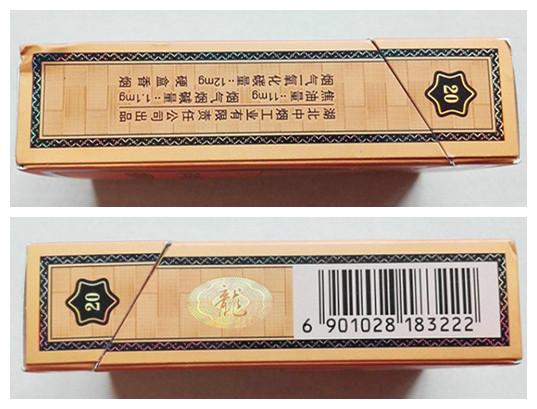 湖北中烟工业有限责任公司出品
焦油量：11mg 烟气烟碱量：1.1mg
烟气一氧化碳量：12mg 硬盒香烟
20
20
龍
6 901028 183222